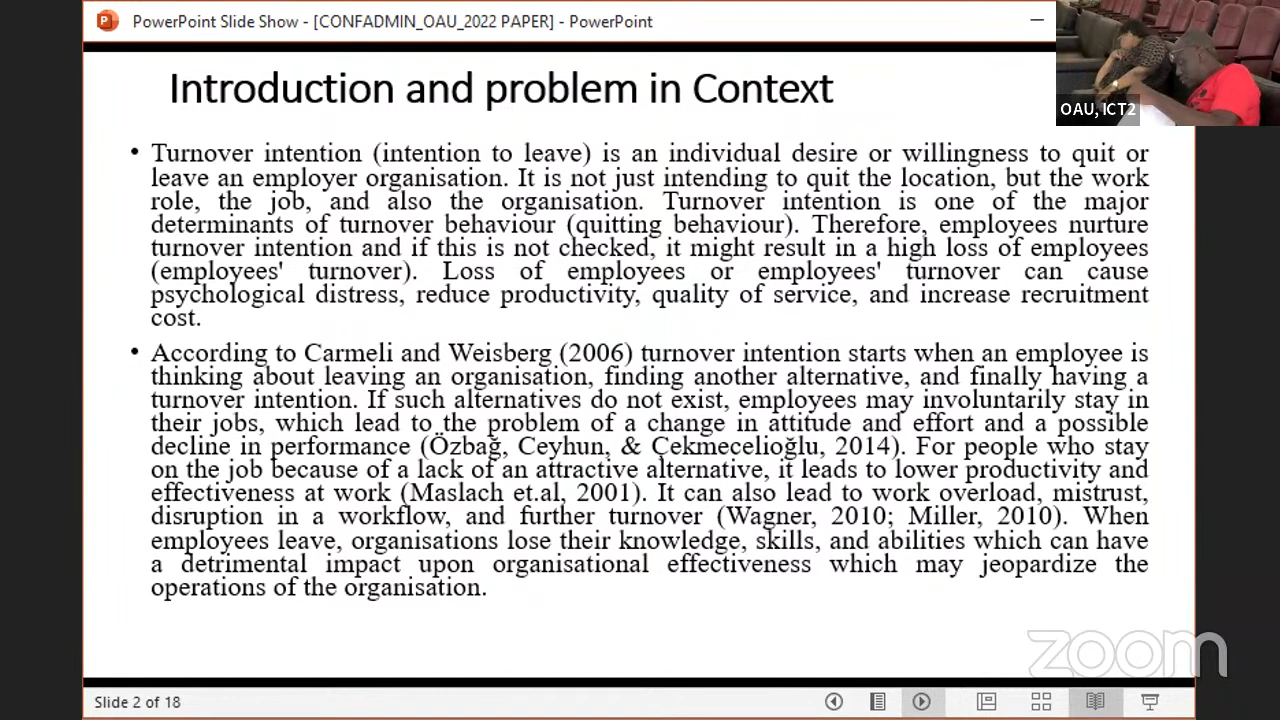 PowerPoint Slide Show - [CONFADMIN_OAU_2022 PAPER] - PowerPoint
OAU, ICT2
Introduction and problem in Context
• Turnover intention (intention to leave) is an individual desire or willingness to quit or
leave an employer organisation. It is not just intending to quit the location, but the work
role, the job, and also the organisation. Turnover intention is one of the major
determinants of turnover behaviour (quitting behaviour). Therefore, employees nurture
turnover intention and if this is not checked, it might result in a high loss of employees
(employees' turnover). Loss of employees or employees' turnover can cause
psychological distress, reduce productivity, quality of service, and increase recruitment
cost.
• According to Carmeli and Weisberg (2006) turnover intention starts when an employee is
thinking about leaving an organisation, finding another alternative, and finally having a
turnover intention. If such alternatives do not exist, employees may involuntarily stay in
their jobs, which lead to the problem of a change in attitude and effort and a possible
decline in performance (Özbağ, Ceyhun, & Çekmecelioğlu, 2014). For people who stay
on the job because of a lack of an attractive alternative, it leads to lower productivity and
effectiveness at work (Maslach et.al, 2001). It can also lead to work overload, mistrust,
disruption in a workflow, and further turnover (Wagner, 2010; Miller, 2010). When
employees leave, organisations lose their knowledge, skills, and abilities which can have
a detrimental impact upon organisational effectiveness which may jeopardize the
operations of the organisation.
zoom
Slide 2 of 18